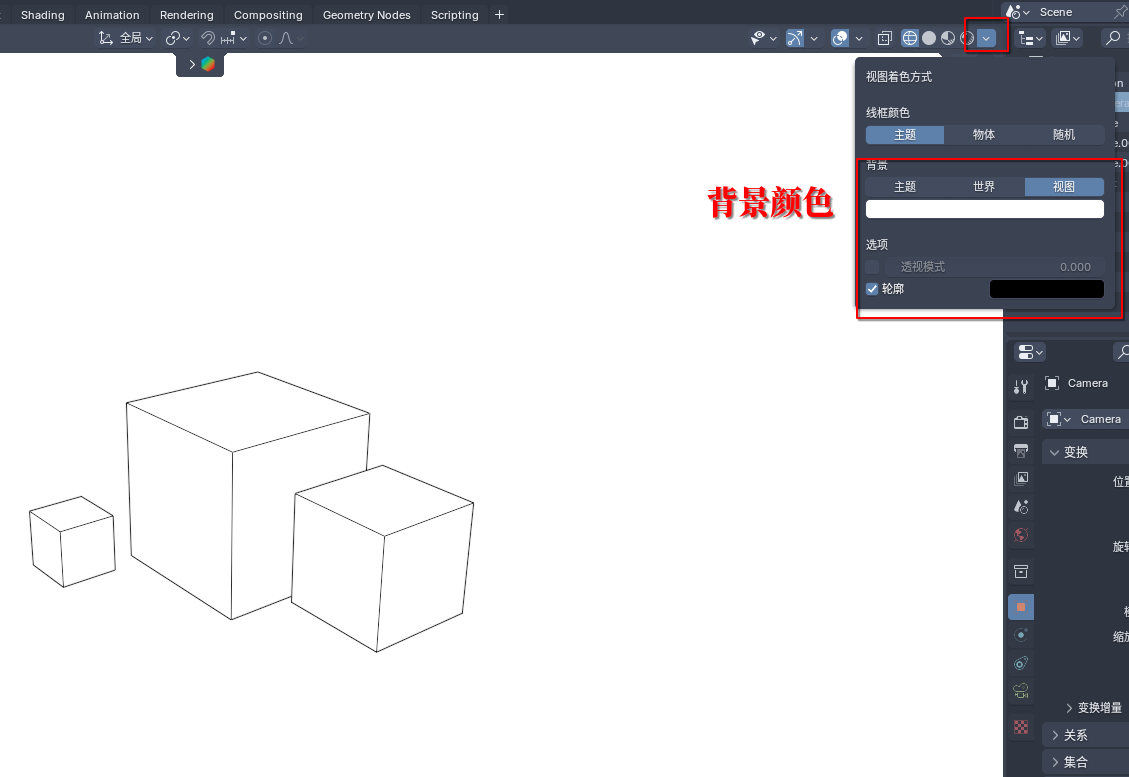 Shading Animation Rendering Compositing Geometry Nodes Scripting +
Scene
全局
视图着色方式
线框颜色
主题 物体 随机
背景
主题 世界 视图
背景颜色
选项
透视模式 0.000
轮廓
Camera
Camera
变换
位置
旋转
缩放
变换增量
关系
集合